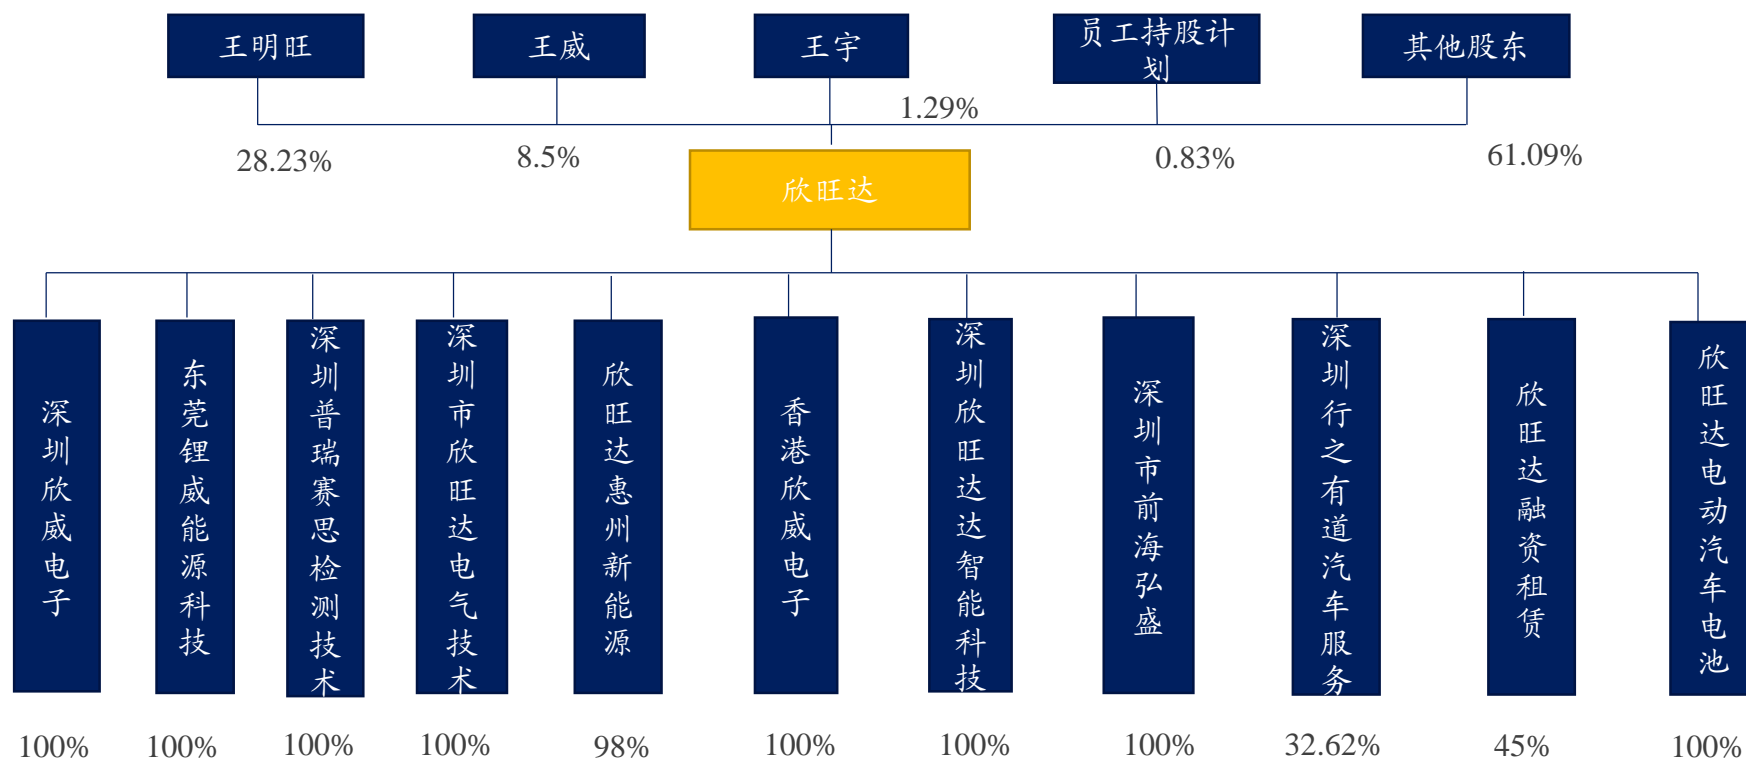 王明旺
王威
王宇
员工持股计
划
其他股东
1.29%
28.23%
8.5%
0.83%
61.09%
欣旺达
深圳欣威电子
东莞锂威能源科技
深圳普瑞赛思检测技术
深圳市欣旺达电气技术
欣旺达惠州新能源
香港欣威电子
深圳欣旺达达智能科技
深圳市前海弘盛
深圳行之有道汽车服务
欣旺达融资租赁
欣旺达电动汽车电池
100%
100%
100%
100%
98%
100%
100%
100%
32.62%
45%
100%